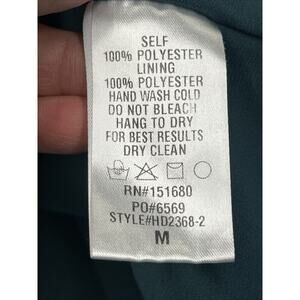 SELF
100% POLYESTER
LINING
100% POLYESTER
HAND WASH COLD
DO NOT BLEACH
HANG TO DRY
FOR BEST RESULTS
DRY CLEAN
RN#151680
PO#6569
STYLE#HD2368-2
M